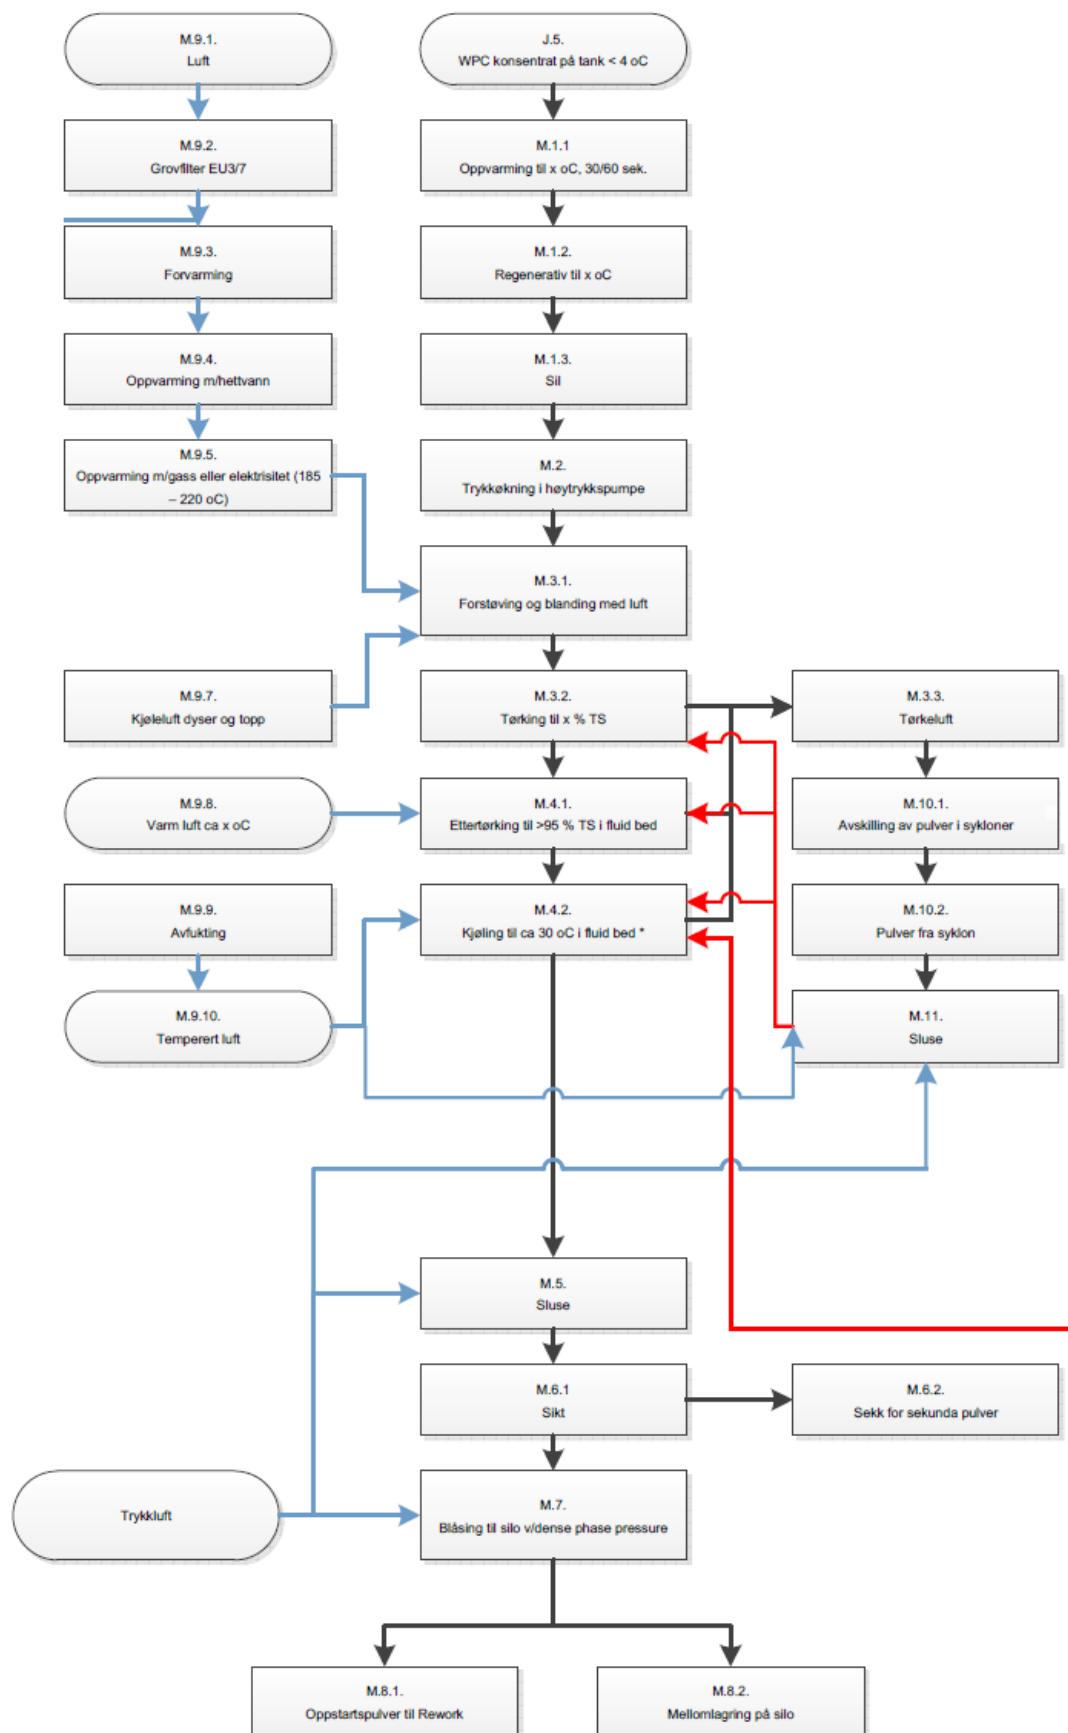 M.9.1.
Luft
J.5.
WPC konsentrat på tank < 4 oC
M.9.2.
Grovfilter EU3/7
M.1.1
Oppvarming til x oC, 30/60 sek.
M.9.3.
Forvarming
M.1.2.
Regenerativ til x oC
M.9.4.
Oppvarming m/hettvann
M.1.3.
Sil
M.9.5.
Oppvarming m/gass eller elektrisitet (185
– 220 oC)
M.2.
Trykkøkning i høytrykkspumpe
M.3.1.
Forstøving og blanding med luft
M.9.7.
Kjøleluft dyser og topp
M.3.2.
Tørking til x % TS
M.3.3.
Tørkeluft
M.9.8.
Varm luft ca x oC
M.4.1.
Ettertørking til >95 % TS i fluid bed
M.10.1.
Avskilling av pulver i sykloner
M.9.9.
Avfukting
M.4.2.
Kjøling til ca 30 oC i fluid bed *
M.10.2.
Pulver fra syklon
M.9.10.
Temperert luft
M.11.
Sluse
M.5.
Sluse
M.6.1
Sikt
M.6.2.
Sekk for sekunda pulver
Trykkluft
M.7.
Blåsing til silo v/dense phase pressure
M.8.1.
Oppstartspulver til Rework
M.8.2.
Mellomlagring på silo